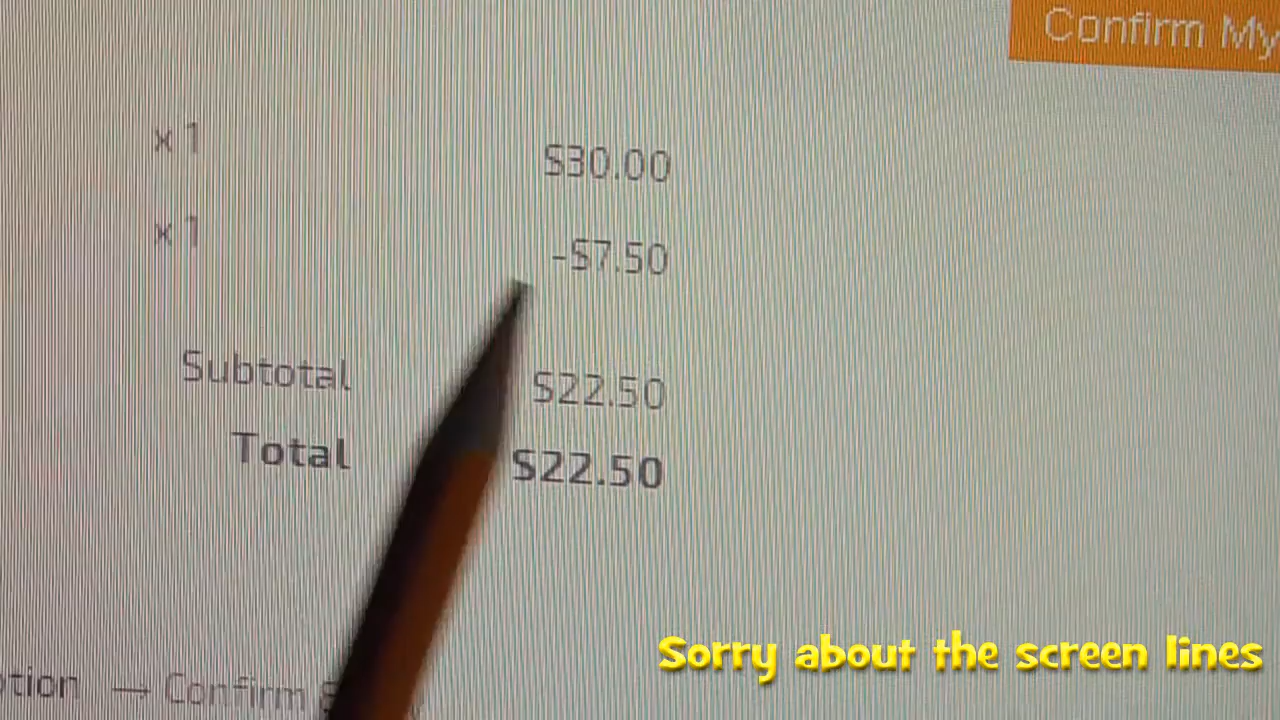 Confirm My
x 1 $30.00
x 1 -$7.50
Subtotal $22.50
Total $22.50
→ Confirm
Sorry about the screen lines